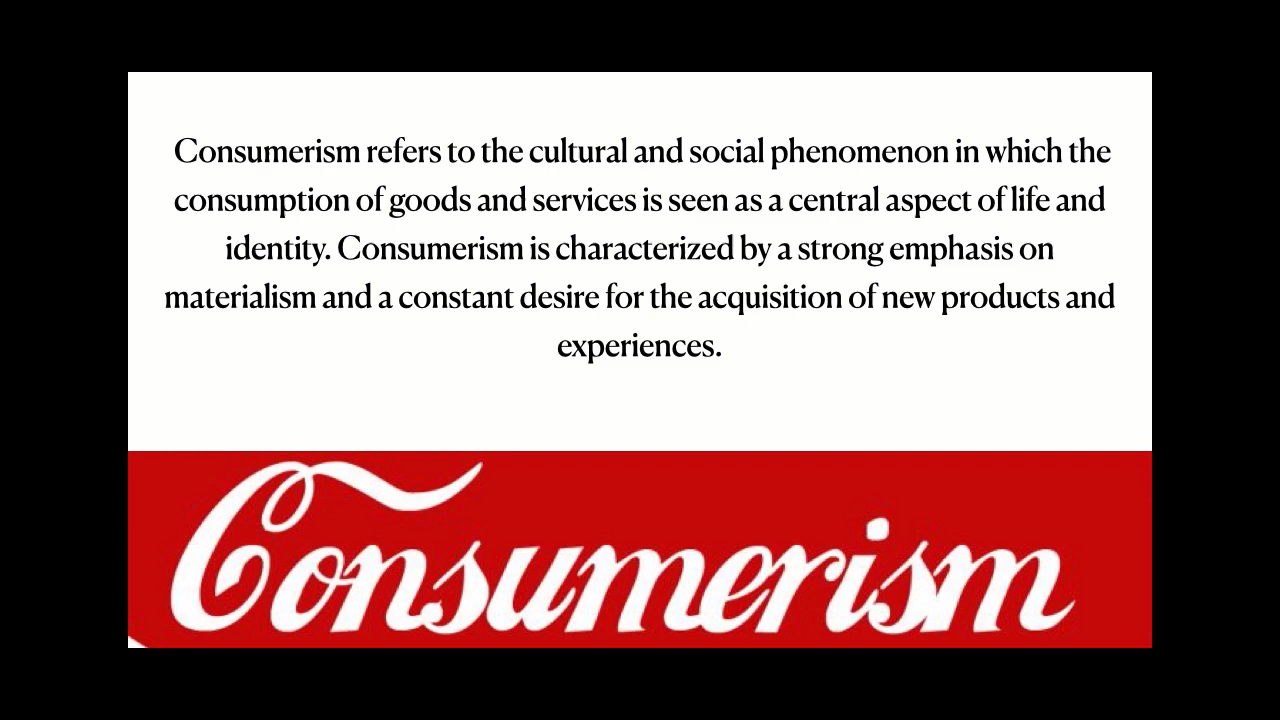 Consumerism refers to the cultural and social phenomenon in which the
consumption of goods and services is seen as a central aspect of life and
identity. Consumerism is characterized by a strong emphasis on
materialism and a constant desire for the acquisition of new products and
experiences.
Consumerism